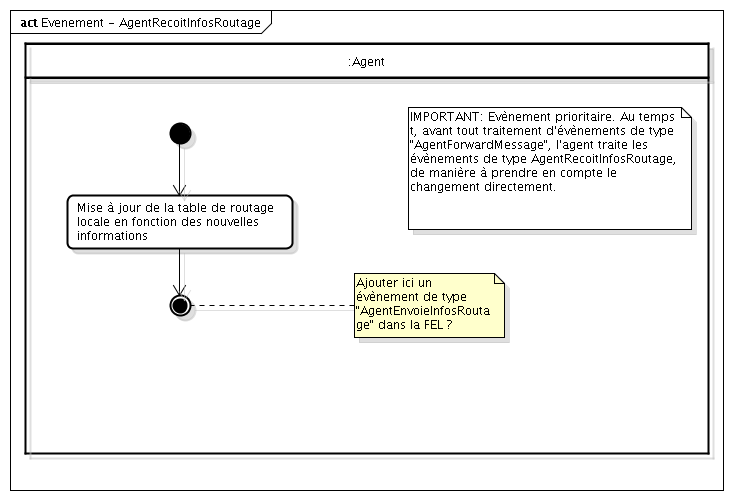 act Evenement - AgentRecoitInfosRoutage
:Agent
IMPORTANT: Evènement prioritaire. Au temps
t, avant tout traitement d'évènements de type
"AgentForwardMessage", l'agent traite les
évènements de type AgentRecoitInfosRoutage,
de manière à prendre en compte le
changement directement.
Mise à jour de la table de routage
locale en fonction des nouvelles
informations
Ajouter ici un
évènement de type
"AgentEnvoieInfosRouta
ge" dans la FEL ?